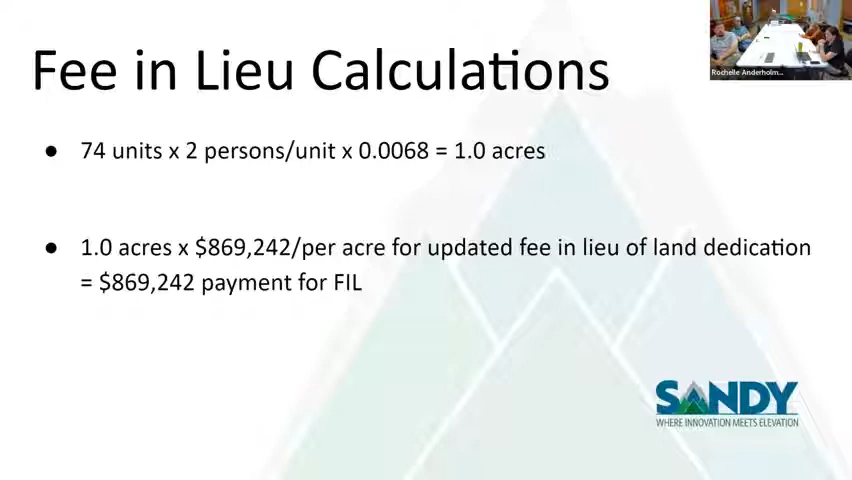 Fee in Lieu Calculations
Rochelle Anderholm...
● 74 units x 2 persons/unit x 0.0068 = 1.0 acres
● 1.0 acres x $869,242/per acre for updated fee in lieu of land dedication
= $869,242 payment for FIL
SANDY
WHERE INNOVATION MEETS ELEVATION